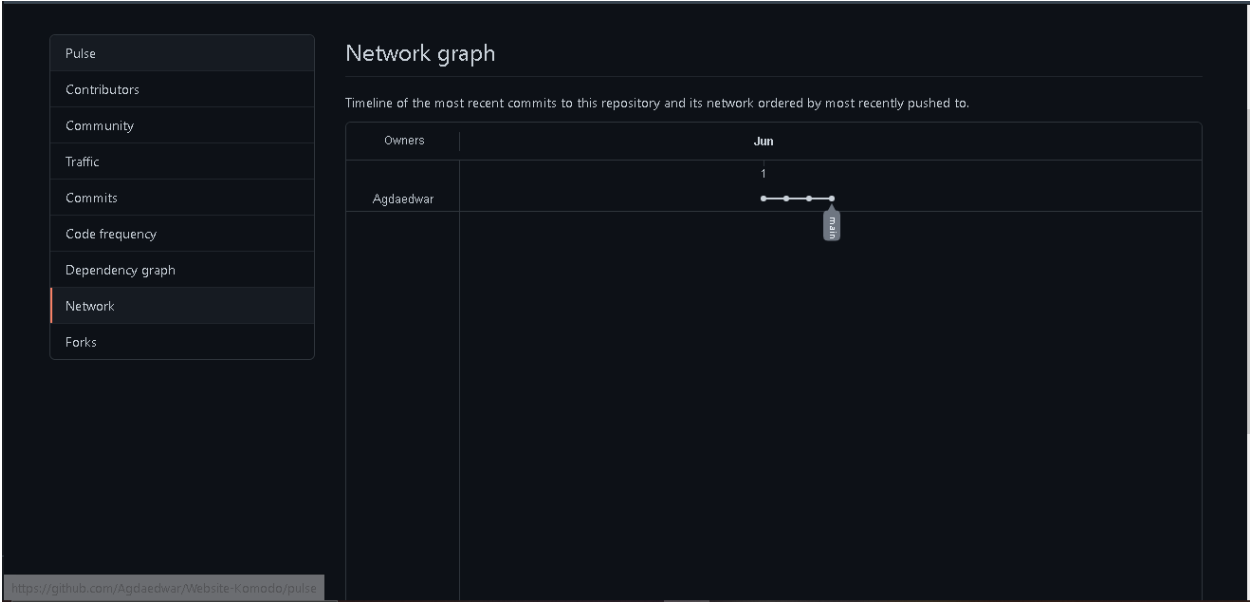 Pulse
Contributors
Community
Traffic
Commits
Code frequency
Dependency graph
Network
Forks
Network graph
Timeline of the most recent commits to this repository and its network ordered by most recently pushed to.
Owners
Jun
1
Agdaedwar
main
https://github.com/Agdaedwar/Website-Komodo/pulse